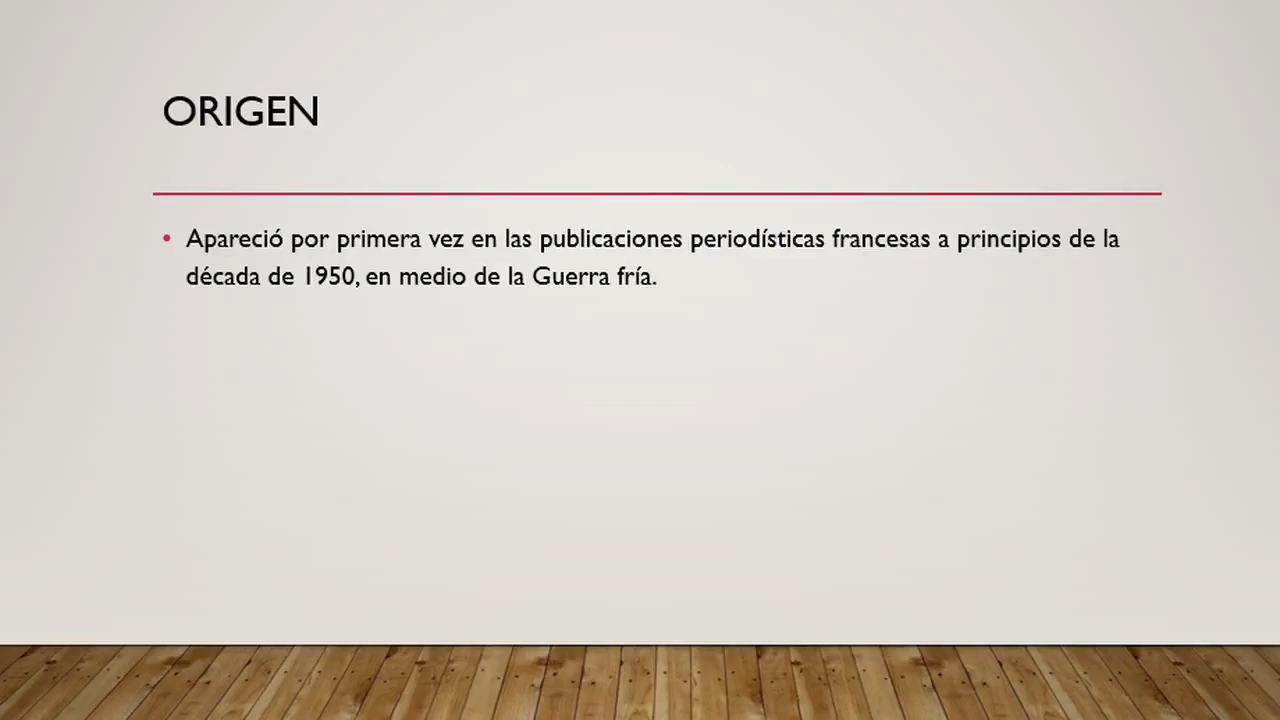 ORIGEN
• Apareció por primera vez en las publicaciones periodísticas francesas a principios de la
década de 1950, en medio de la Guerra fría.